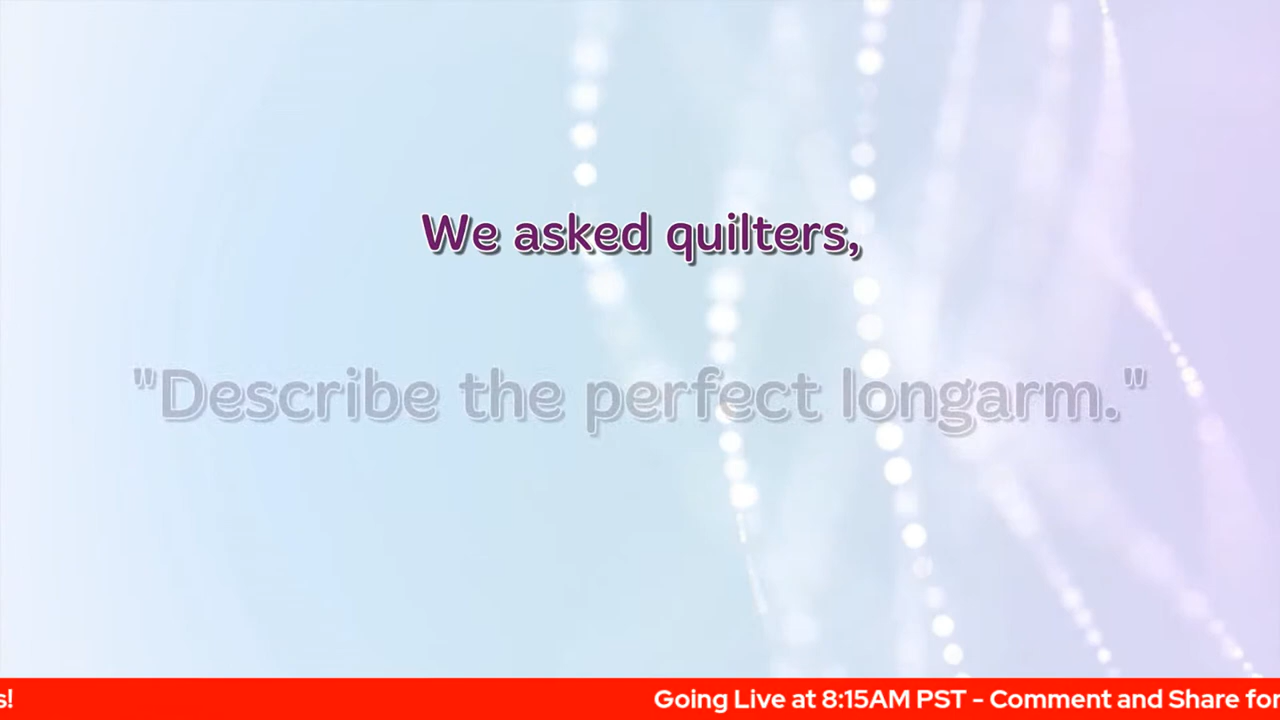 We asked quilters,
"Describe the perfect longarm."
s! Going Live at 8:15AM PST - Comment and Share for